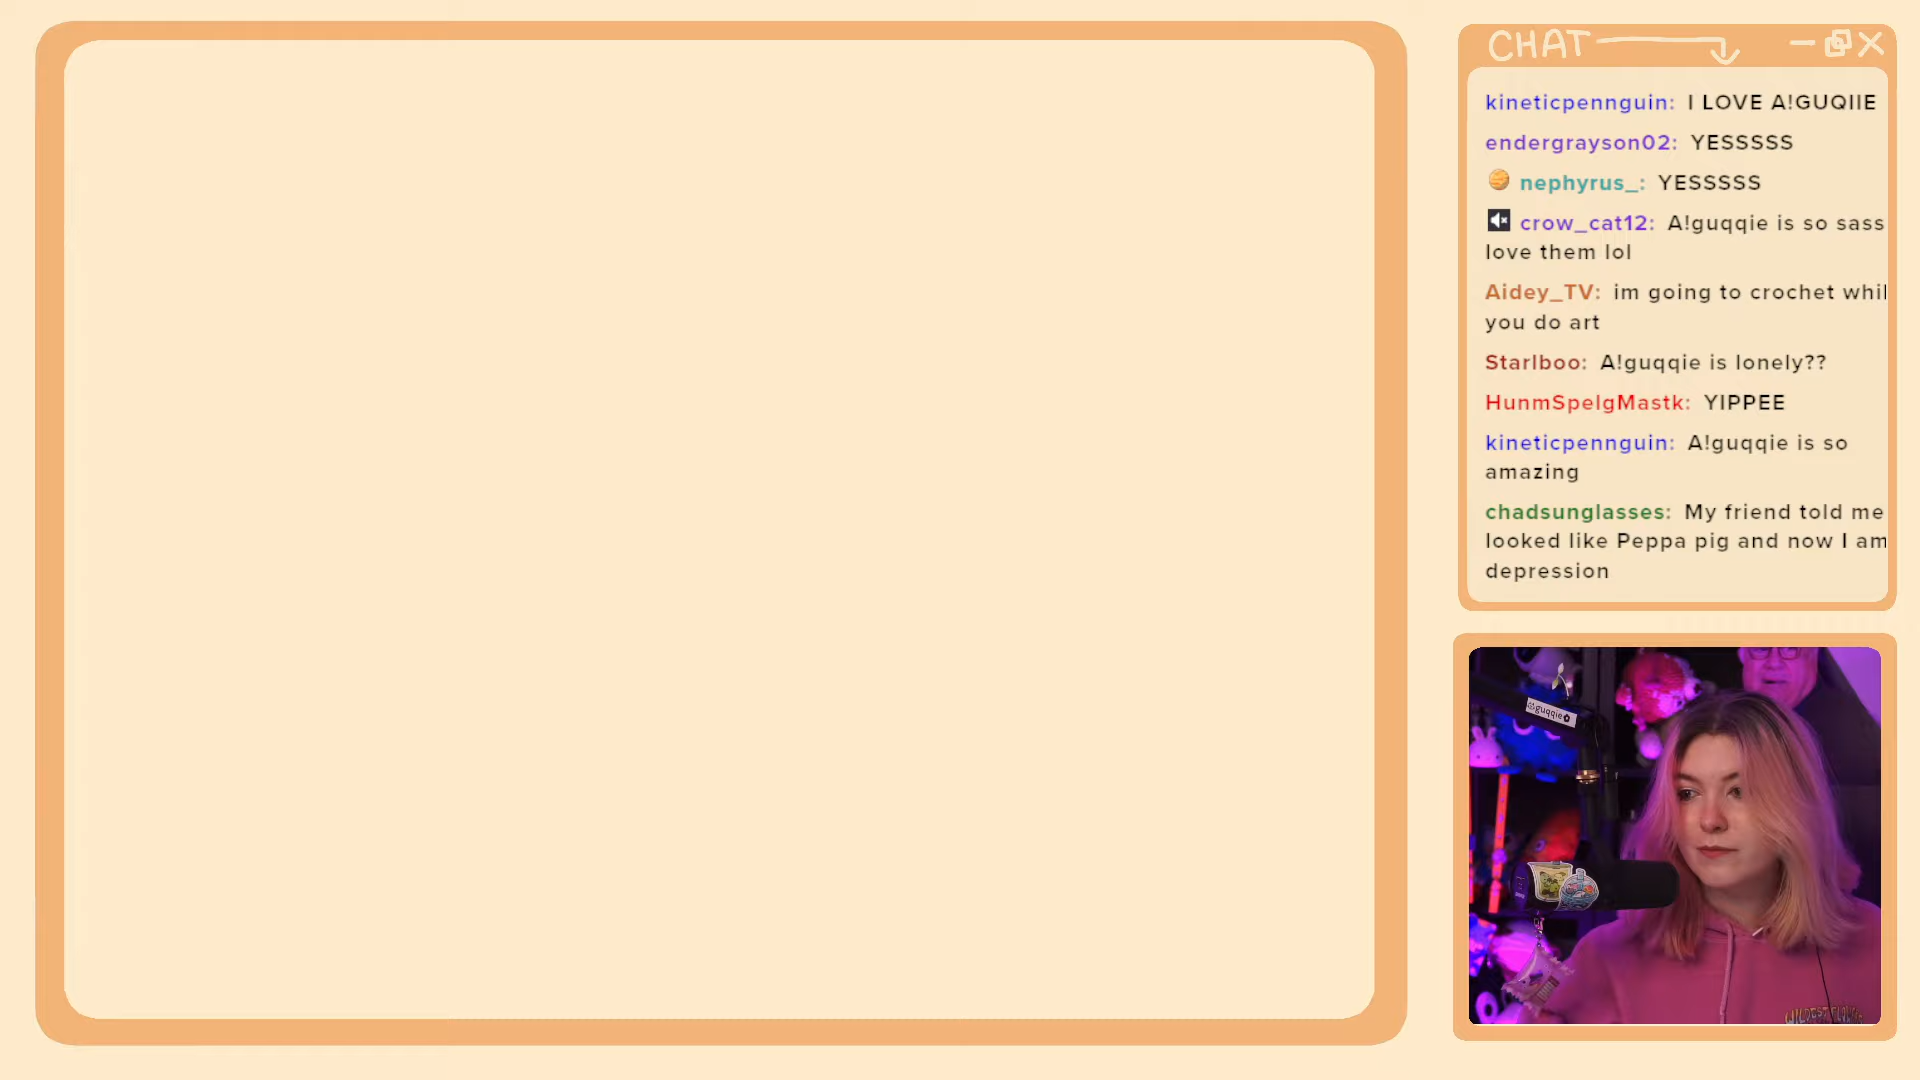 CHAT
kineticpennguin: I LOVE A!GUQIIE
endergrayson02: YESSSSS
nephyrus_: YESSSSS
crow_cat12: A!guqqie is so sass
love them lol
Aidey_TV: im going to crochet whil
you do art
Starlboo: A!guqqie is lonely??
HunmSpelgMastk: YIPPEE
kineticpennguin: A!guqqie is so
amazing
chadsunglasses: My friend told me
looked like Peppa pig and now I am
depression
guqqie